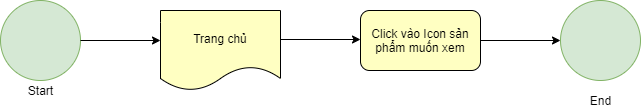 Start
Trang chủ
Click vào Icon sản
phẩm muốn xem
End